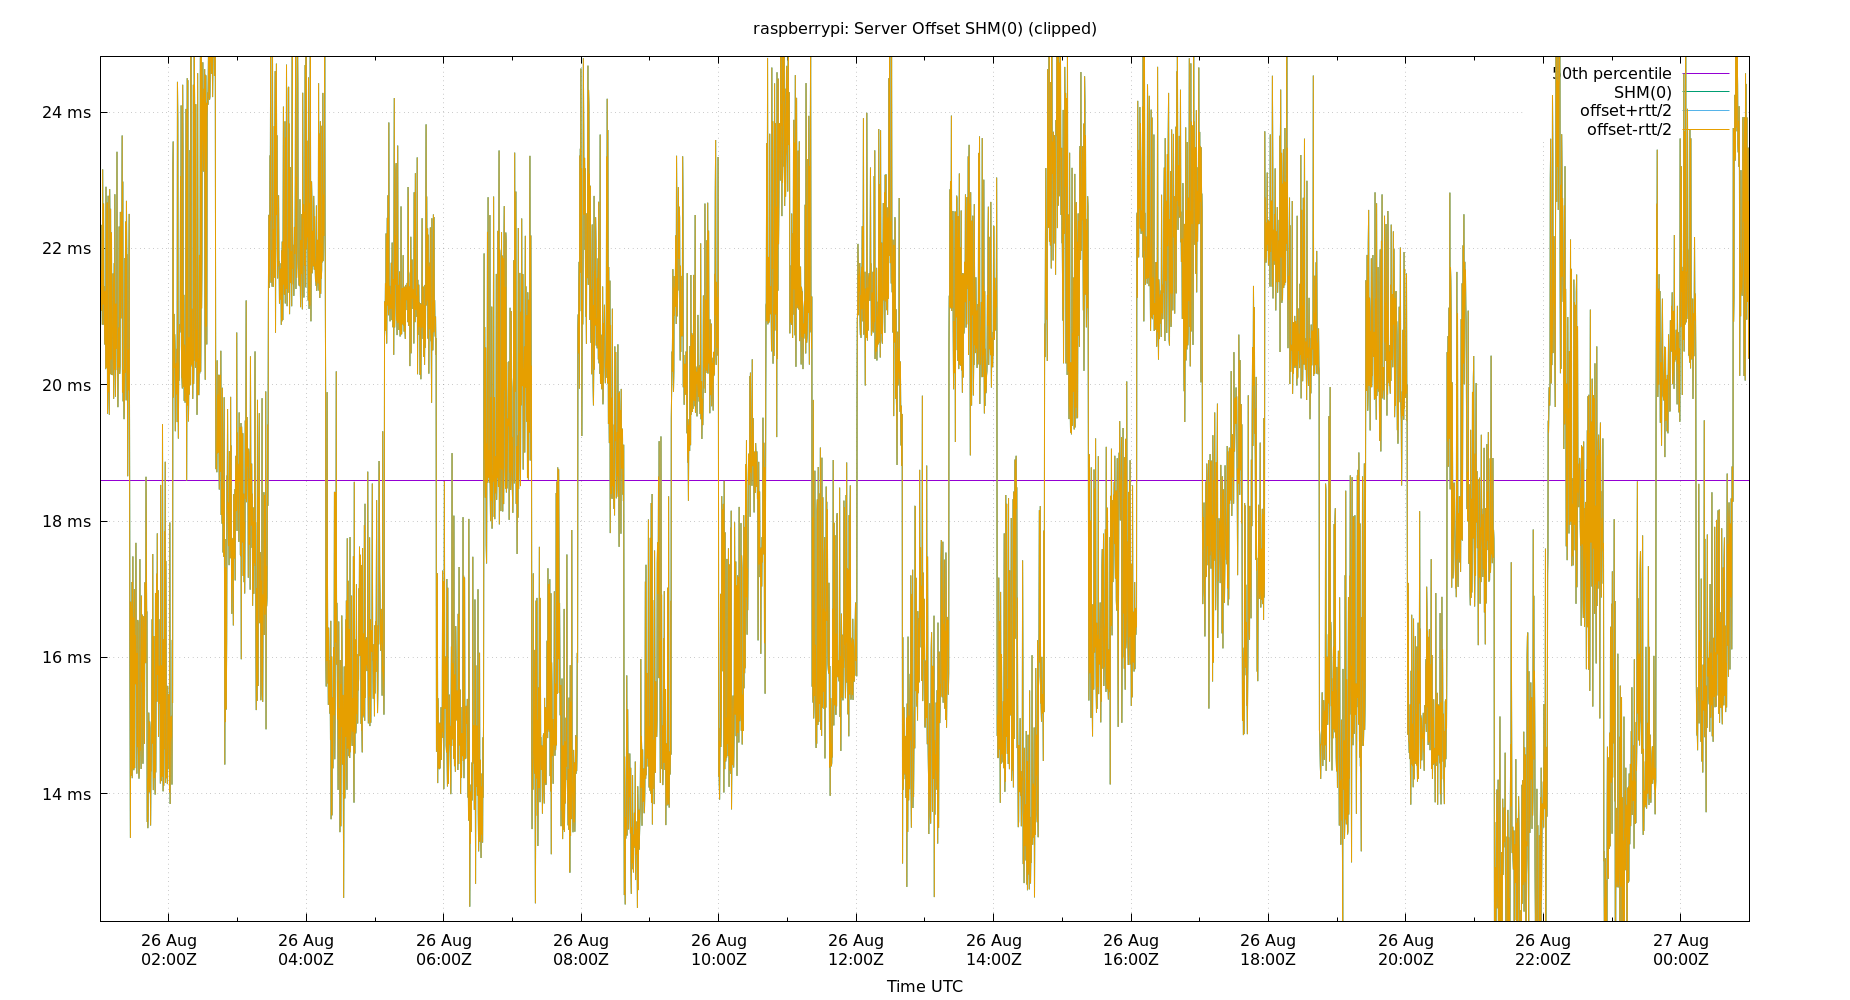 raspberrypi: Server Offset SHM(0) (clipped)
50th percentile
SHM(0)
offset+rtt/2
offset-rtt/2
24 ms
22 ms
20 ms
18 ms
16 ms
14 ms
26 Aug 26 Aug 26 Aug 26 Aug 26 Aug 26 Aug 26 Aug 26 Aug 26 Aug 26 Aug 26 Aug 27 Aug
02:00Z 04:00Z 06:00Z 08:00Z 10:00Z 12:00Z 14:00Z 16:00Z 18:00Z 20:00Z 22:00Z 00:00Z
Time UTC